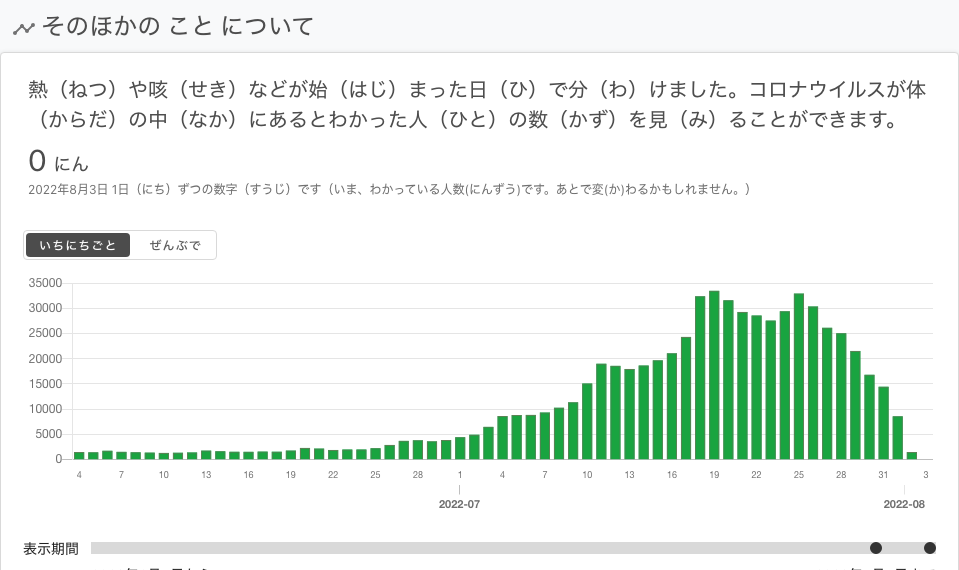 そのほかの こと について
熱（ねつ）や咳（せき）などが始（はじ）まった日（ひ）で分（わ）けました。コロナウイルスが体
（からだ）の中（なか）にあるとわかった人（ひと）の数（かず）を見（み）ることができます。
0 にん
2022年8月3日 1日（にち）ずつの数字（すうじ）です（いま、わかっている人数(にんずう)です。あとで変(か)わるかもしれません。）
いちにちごと ぜんぶで
35000
30000
25000
20000
15000
10000
5000
0
4 7 10 13 16 19 22 25 28 1 4 7 10 13 16 19 22 25 28 31 3
2022-07 2022-08
表示期間